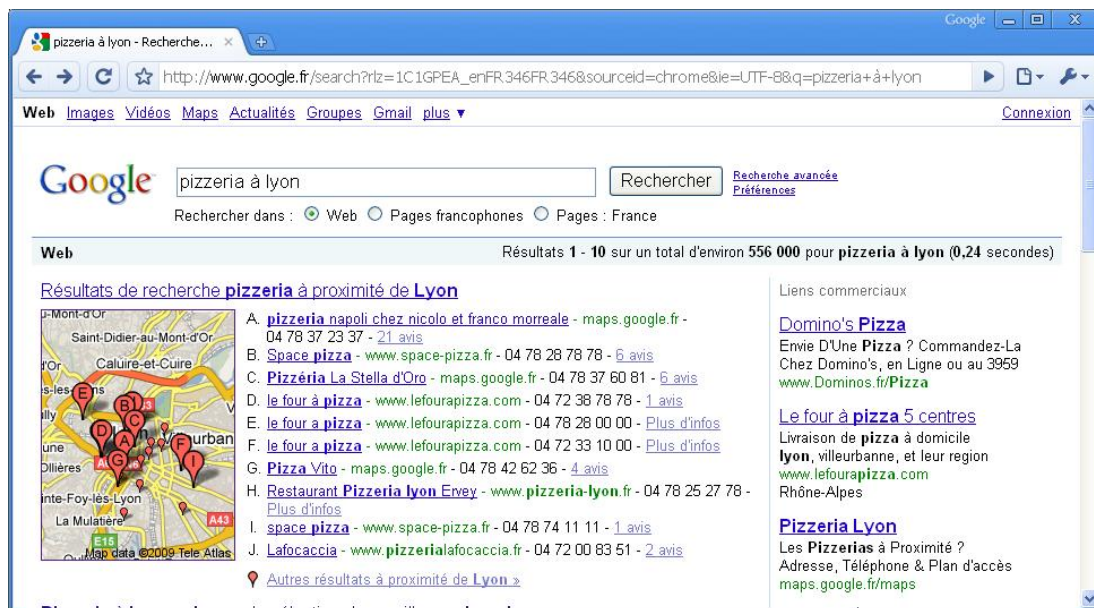 Google
pizzeria à lyon - Recherche...
http://www.google.fr/search?rlz=1C1GPEA_enFR346FR346&sourceid=chrome&ie=UTF-8&q=pizzeria+à+lyon
Web Images Vidéos Maps Actualités Groupes Gmail plus ▼ Connexion
Google pizzeria à lyon Rechercher Recherche avancée
Préférences
Rechercher dans : Web Pages francophones Pages : France
Web Résultats 1 - 10 sur un total d'environ 556 000 pour pizzeria à lyon (0,24 secondes)
Résultats de recherche pizzeria à proximité de Lyon
Saint-Didier-au-Mont-d'Or
Caluire-et-Cuire
La Mulatière
A43
E15
Map data ©2009 Tele Atlas
A. pizzeria napoli chez nicolo et franco morreale - maps.google.fr -
04 78 37 23 37 - 21 avis
B. Space pizza - www.space-pizza.fr - 04 78 28 78 78 - 6 avis
C. Pizzéria La Stella d'Oro - maps.google.fr - 04 78 37 60 81 - 6 avis
D. le four à pizza - www.lefourapizza.com - 04 72 38 78 78 - 1 avis
E. le four a pizza - www.lefourapizza.com - 04 78 28 00 00 - Plus d'infos
F. le four a pizza - www.lefourapizza.com - 04 72 33 10 00 - Plus d'infos
G. Pizza Vito - maps.google.fr - 04 78 42 62 36 - 4 avis
H. Restaurant Pizzeria lyon Ervey - www.pizzeria-lyon.fr - 04 78 25 27 78 -
Plus d'infos
I. space pizza - www.space-pizza.fr - 04 78 74 11 11 - 1 avis
J. Lafocaccia - www.pizzerialafocaccia.fr - 04 72 00 83 51 - 2 avis
Autres résultats à proximité de Lyon »
Liens commerciaux
Domino's Pizza
Envie D'Une Pizza ? Commandez-La
Chez Domino's, en Ligne ou au 3959
www.Dominos.fr/Pizza
Le four à pizza 5 centres
Livraison de pizza à domicile
lyon, villeurbanne, et leur region
www.lefourapizza.com
Rhône-Alpes
Pizzeria Lyon
Les Pizzerias à Proximité ?
Adresse, Téléphone & Plan d'accès
maps.google.fr/maps